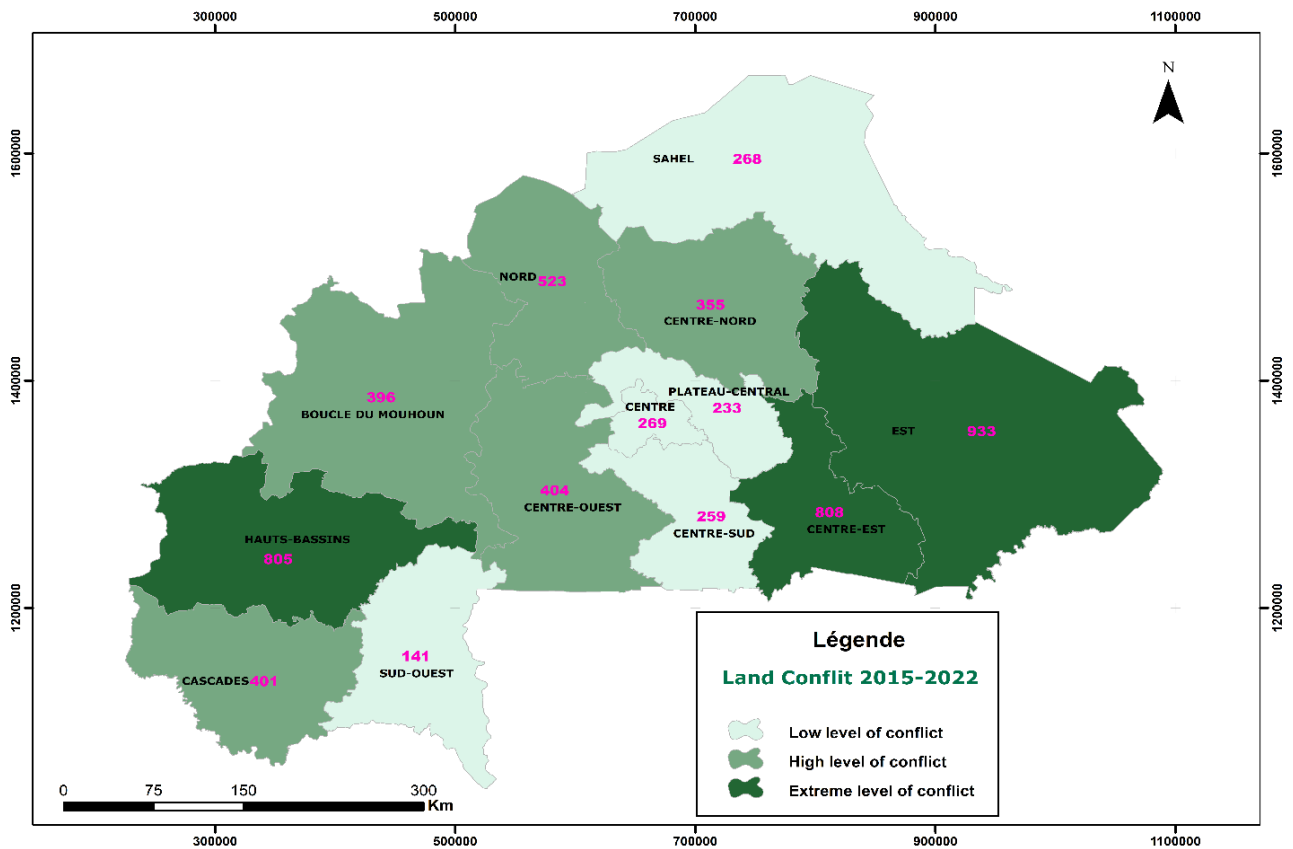 300000 500000 700000 900000 1100000
N
1600000 1600000
SAHEL 268
NORD 523
355
CENTRE-NORD
1400000 1400000
396
BOUCLE DU MOUHOUN
PLATEAU-CENTRAL
233
CENTRE
269
EST 933
404
CENTRE-OUEST
259
CENTRE-SUD
808
CENTRE-EST
HAUTS-BASSINS
805
1200000 1200000
141
SUD-OUEST
CASCADES 401
Légende
Land Conflit 2015-2022
Low level of conflict
High level of conflict
Extreme level of conflict
0 75 150 300
Km
300000 500000 700000 900000 1100000